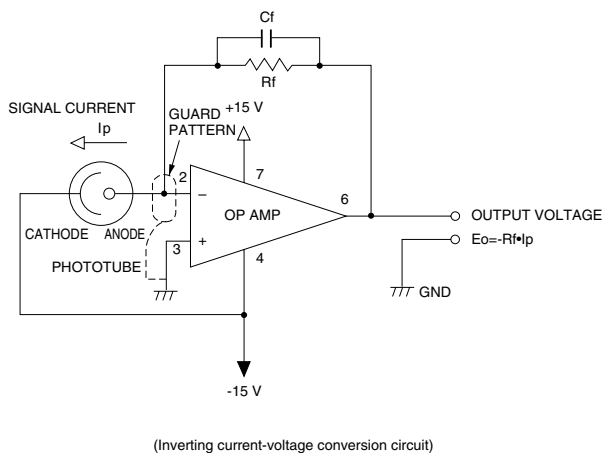 Cf
Rf
SIGNAL CURRENT
Ip
GUARD
PATTERN
+15 V
2
7
−
6
OP AMP
OUTPUT VOLTAGE
CATHODE
ANODE
3
+
4
Eo=-Rf•Ip
PHOTOTUBE
GND
-15 V
(Inverting current-voltage conversion circuit)